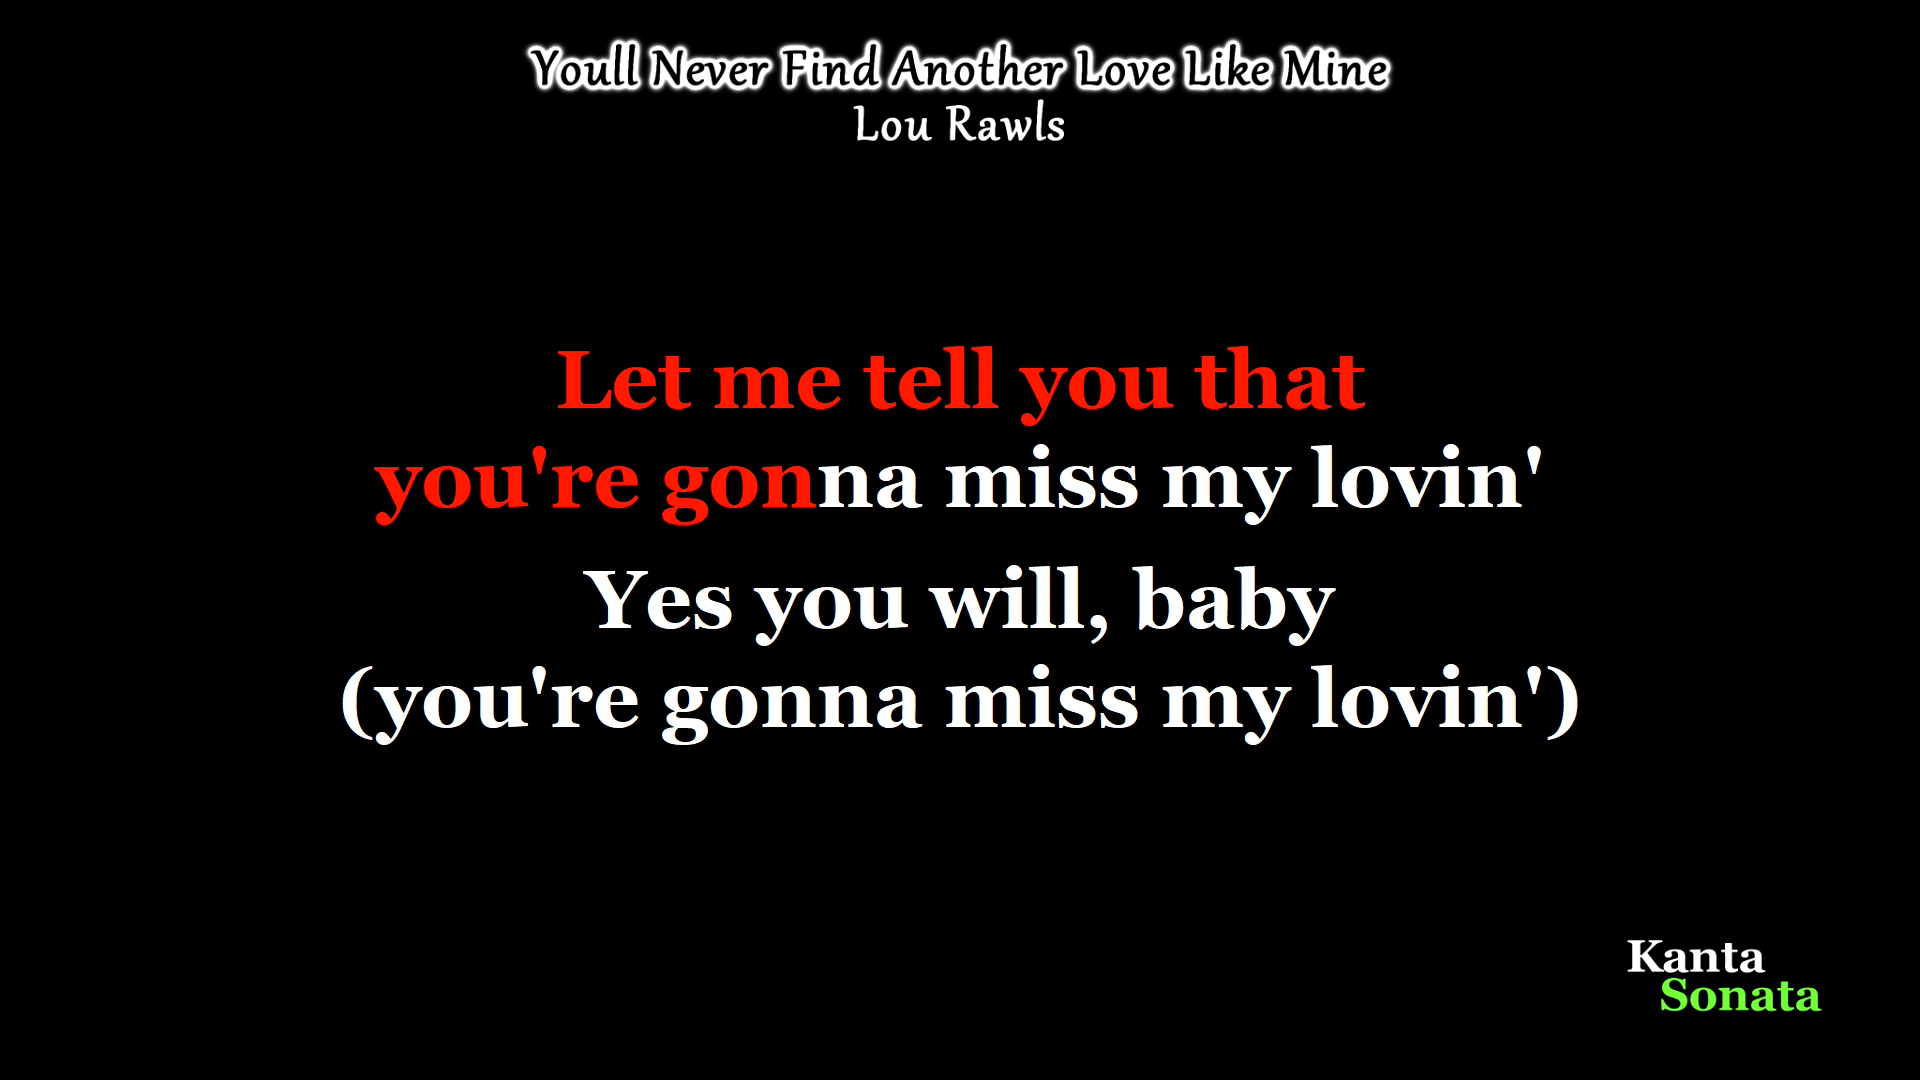 Youll Never Find Another Love Like Mine
Lou Rawls
Let me tell you that
you're gonna miss my lovin'
Yes you will, baby
(you're gonna miss my lovin')
Kanta
Sonata